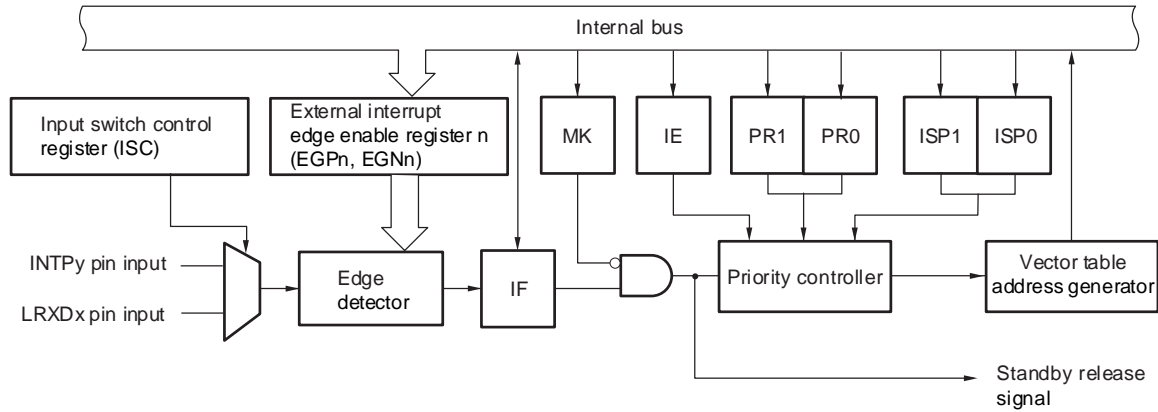 Internal bus
Input switch control
register (ISC)
External interrupt
edge enable register n
(EGPn, EGNn)
MK
IE
PR1
PR0
ISP1
ISP0
INTPy pin input
LRXDx pin input
Edge
detector
IF
Priority controller
Vector table
address generator
Standby release
signal